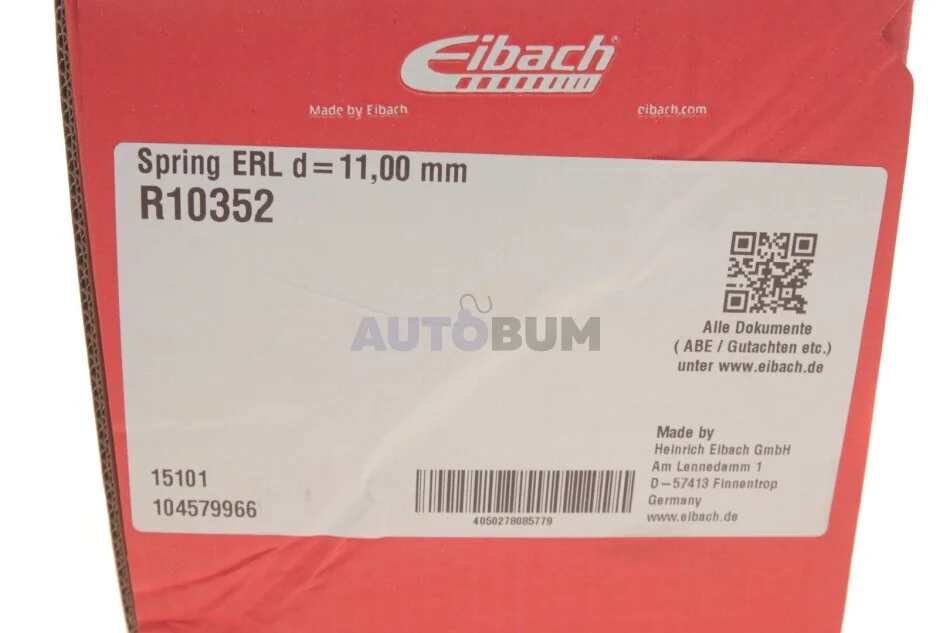 Eibach®
Made by Eibach
eibach.com
Spring ERL d=11,00 mm
R10352
Alle Dokumente
( ABE / Gutachten etc.)
unter www.eibach.de
AUTOBUM
Made by
Heinrich Eibach GmbH
Am Lennedamm 1
D-57413 Finnentrop
Germany
www.eibach.de
15101
104579966
4050278085779